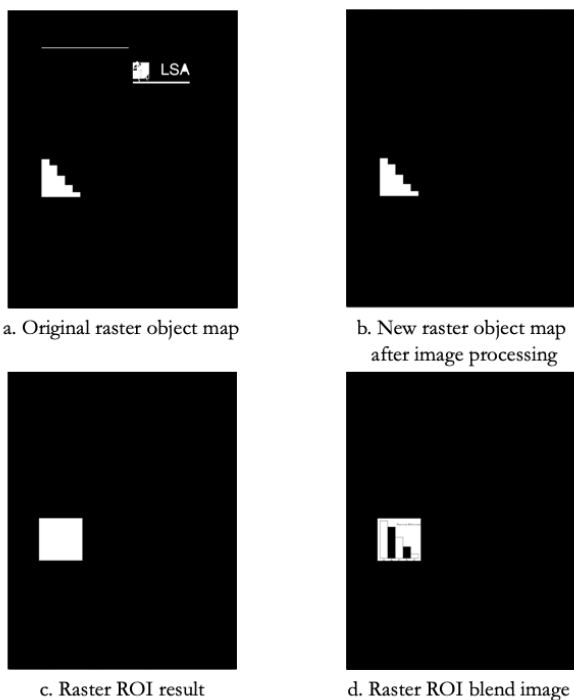 LSA
a. Original raster object map
b. New raster object map
after image processing
c. Raster ROI result
d. Raster ROI blend image